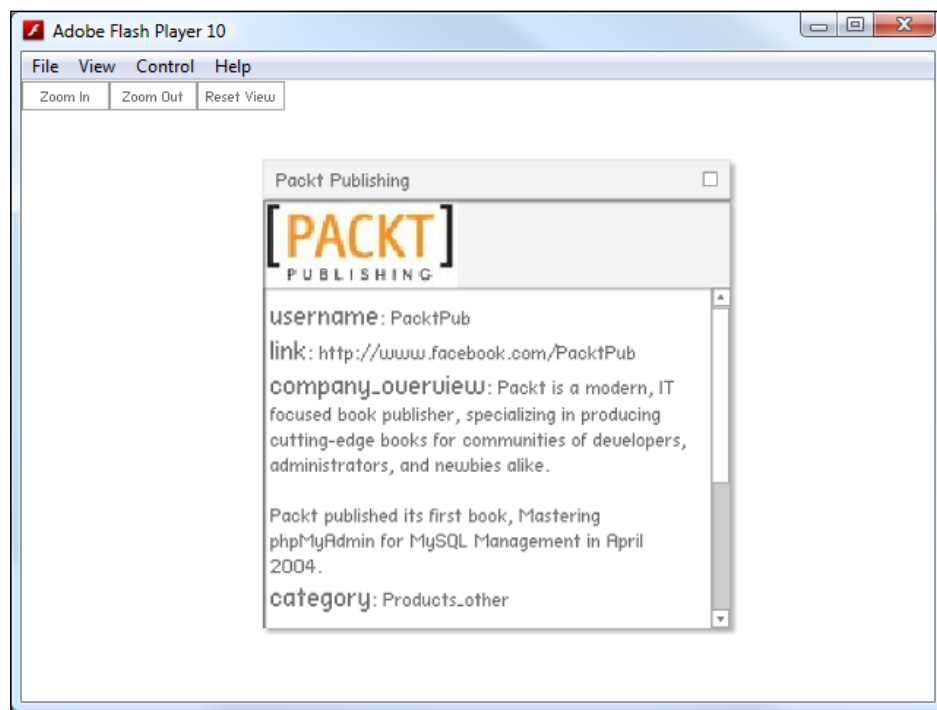 Adobe Flash Player 10
File View Control Help
Zoom In Zoom Out Reset View
Packt Publishing
[PACKT]
PUBLISHING
username: PacktPub
link: http://www.facebook.com/PacktPub
company_overview: Packt is a modern, IT
focused book publisher, specializing in producing
cutting-edge books for communities of developers,
administrators, and newbies alike.
Packt published its first book, Mastering
phpMyAdmin for MySQL Management in April
2004.
category: Products_other